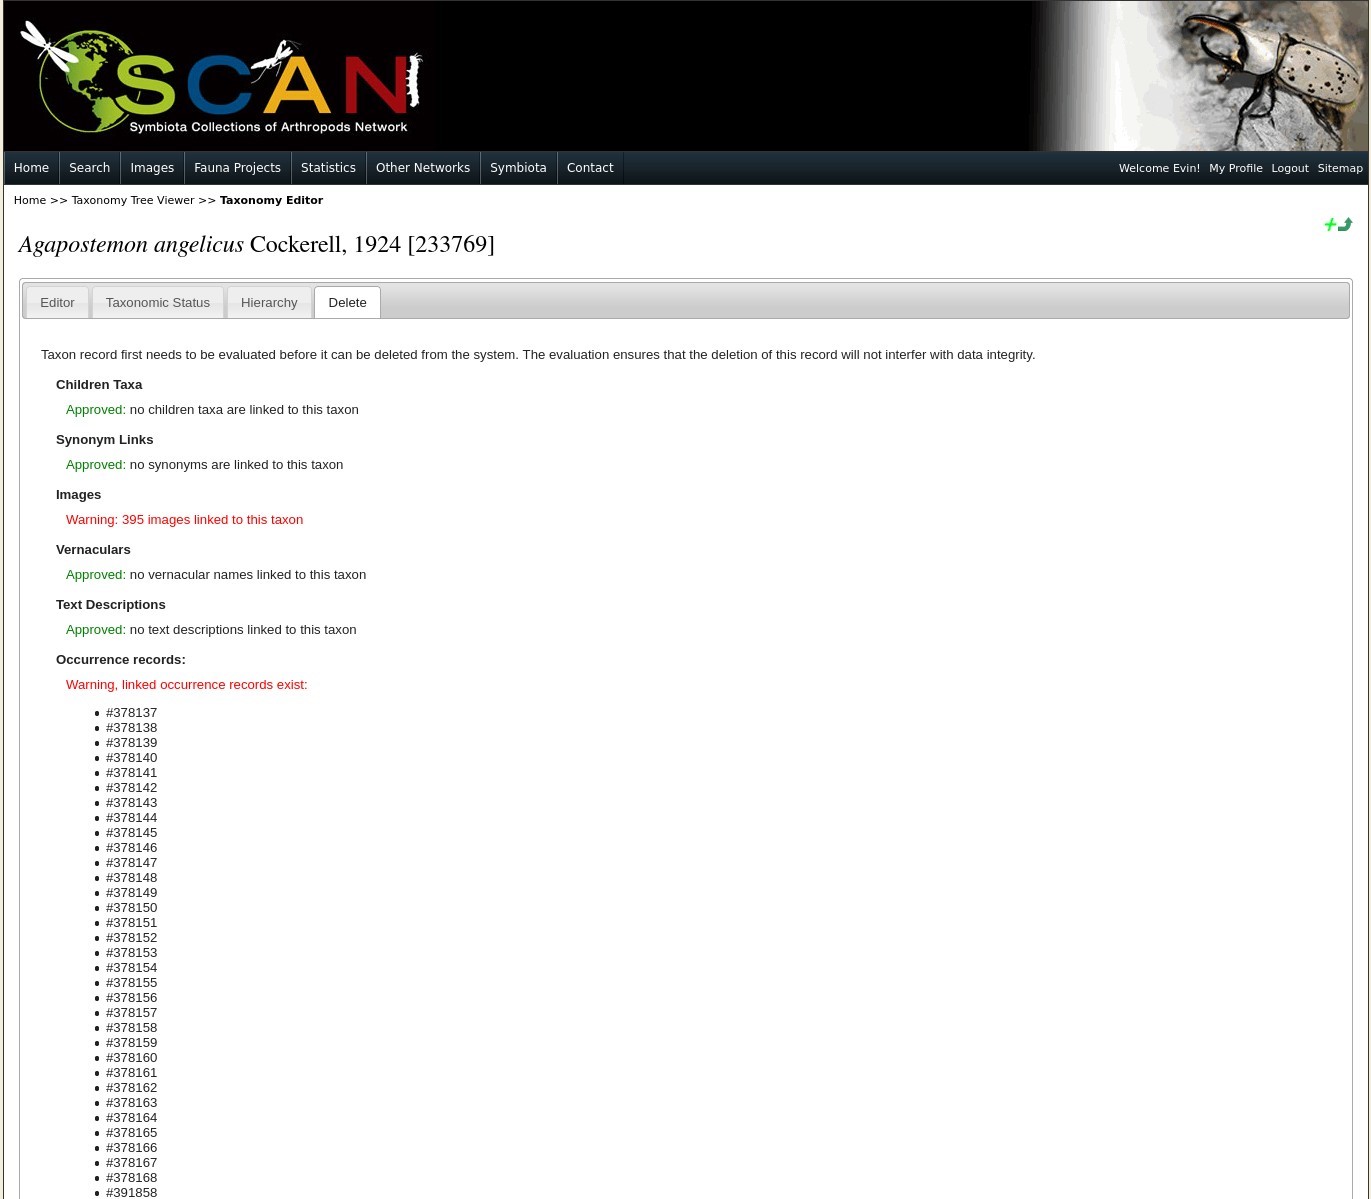 SCAN
Symbiota Collections of Arthropods Network
Home Search Images Fauna Projects Statistics Other Networks Symbiota Contact Welcome Evin! My Profile Logout Sitemap
Home >> Taxonomy Tree Viewer >> Taxonomy Editor
Agapostemon angelicus Cockerell, 1924 [233769]
Editor Taxonomic Status Hierarchy Delete
Taxon record first needs to be evaluated before it can be deleted from the system. The evaluation ensures that the deletion of this record will not interfer with data integrity.
Children Taxa
Approved: no children taxa are linked to this taxon
Synonym Links
Approved: no synonyms are linked to this taxon
Images
Warning: 395 images linked to this taxon
Vernaculars
Approved: no vernacular names linked to this taxon
Text Descriptions
Approved: no text descriptions linked to this taxon
Occurrence records:
Warning, linked occurrence records exist:
#378137
#378138
#378139
#378140
#378141
#378142
#378143
#378144
#378145
#378146
#378147
#378148
#378149
#378150
#378151
#378152
#378153
#378154
#378155
#378156
#378157
#378158
#378159
#378160
#378161
#378162
#378163
#378164
#378165
#378166
#378167
#378168
#391858